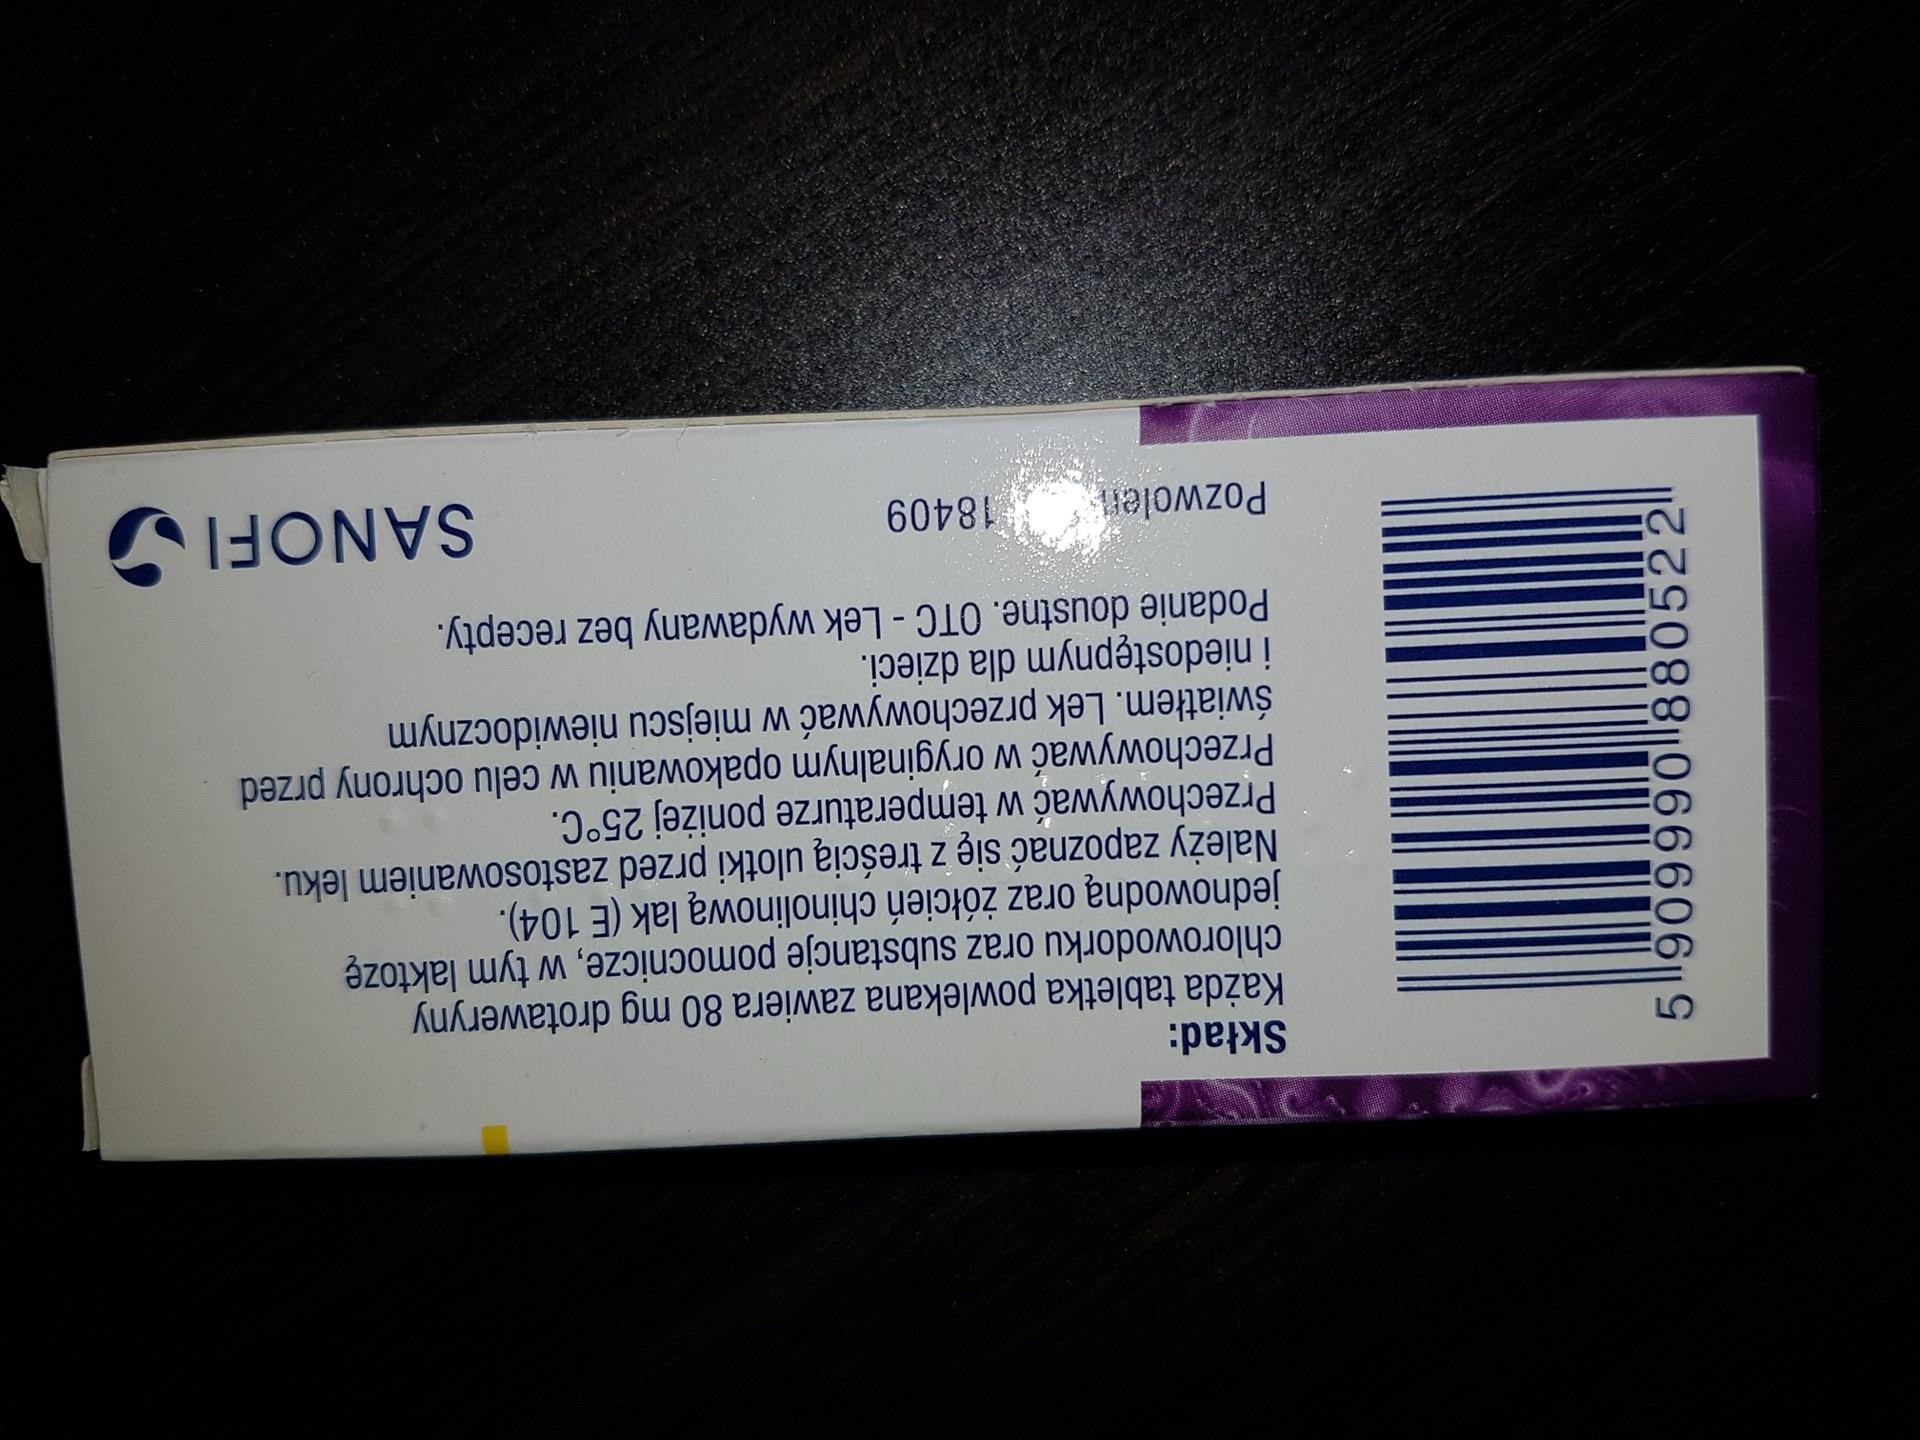 Skład:
Każda tabletka powlekana zawiera 80 mg drotaweryny
chlorowodorku oraz substancje pomocnicze, w tym laktozę
jednowodną oraz żółcień chinolinową lak (E 104).
Należy zapoznać się z treścią ulotki przed zastosowaniem leku.
Przechowywać w temperaturze poniżej 25°C.
Przechowywać w oryginalnym opakowaniu w celu ochrony przed
światłem. Lek przechowywać w miejscu niewidocznym
i niedostępnym dla dzieci.
Podanie doustne. OTC - Lek wydawany bez recepty.
18409
SANOFI
5 909990 880522